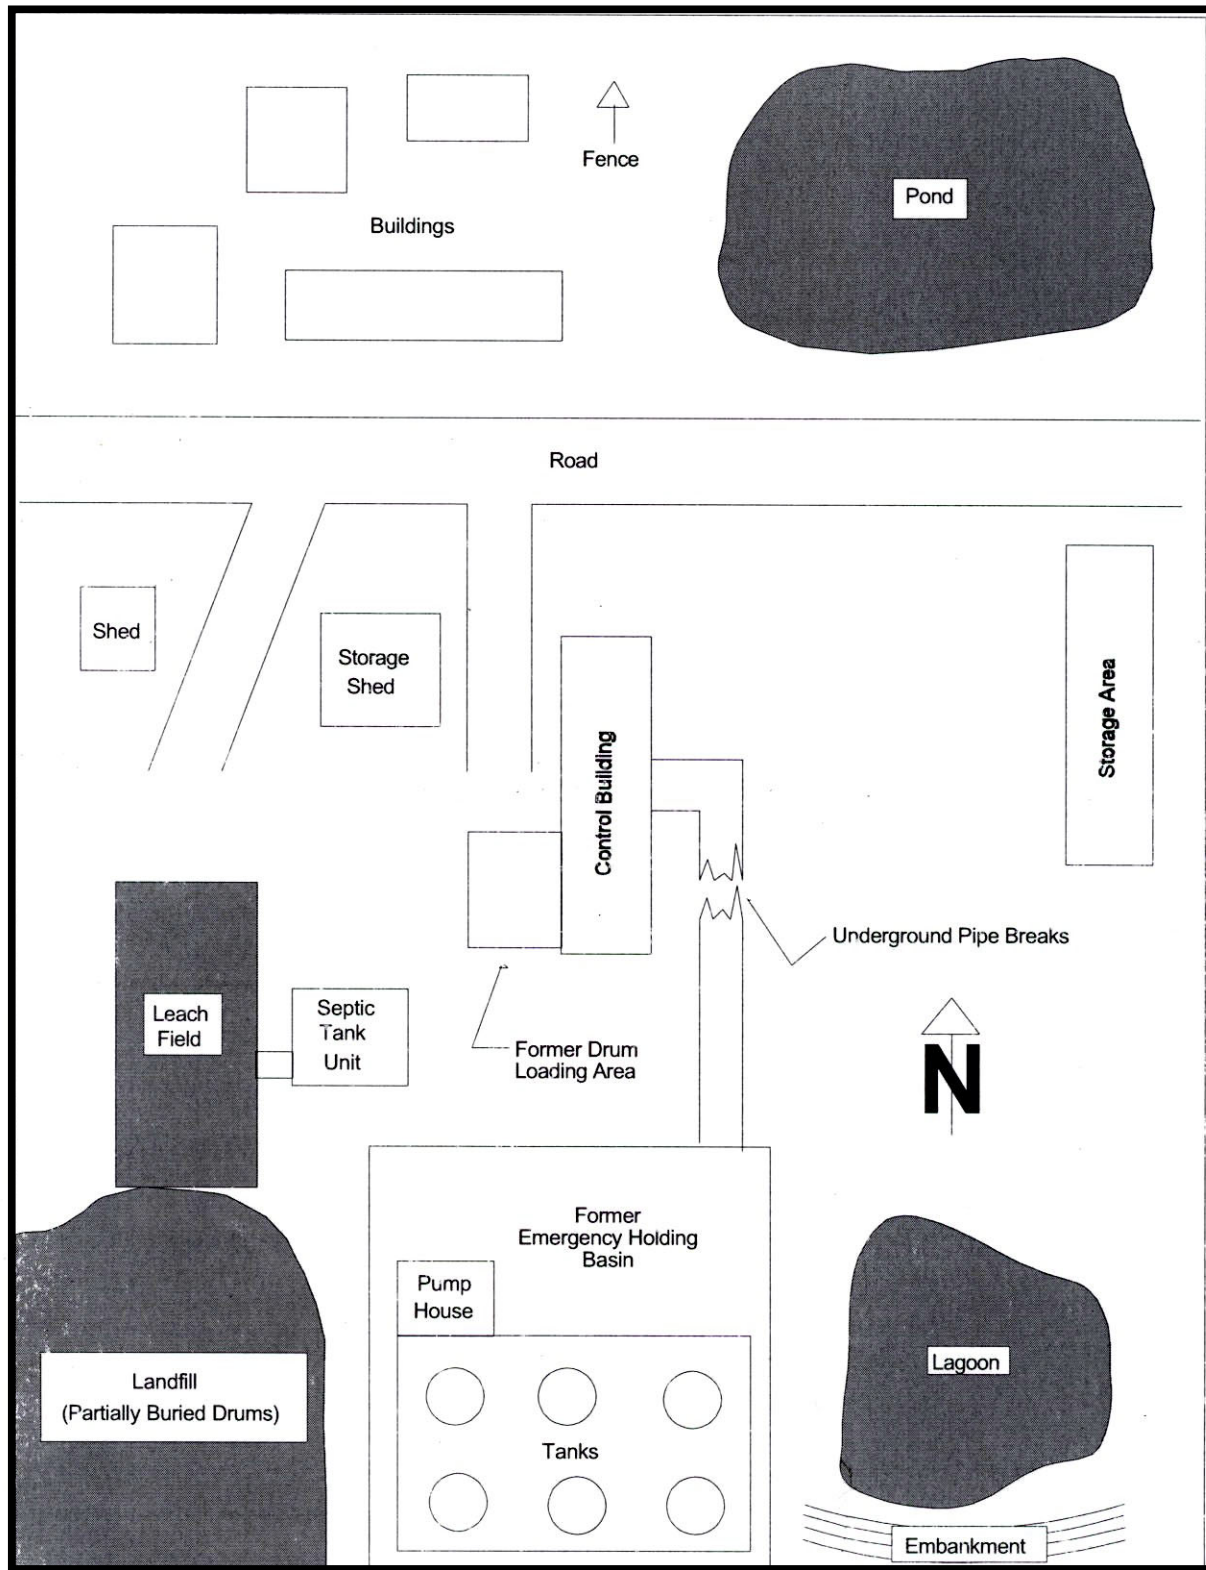 Fence
Pond
Buildings
Road
Shed
Storage
Shed
Storage Area
Control Building
Underground Pipe Breaks
Leach
Field
Septic
Tank
Unit
Former Drum
Loading Area
N
Former
Emergency Holding
Basin
Pump
House
Landfill
(Partially Buried Drums)
Lagoon
Tanks
Embankment